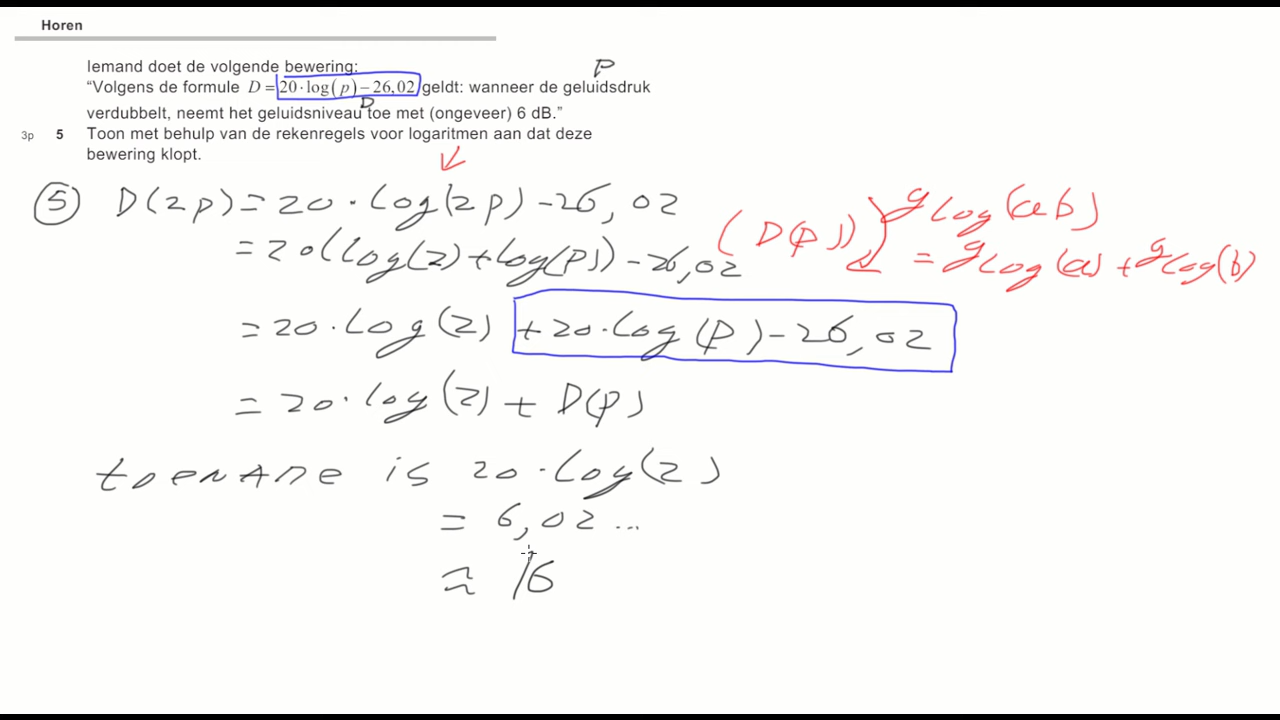 Horen
Iemand doet de volgende bewering:
P
“Volgens de formule D = 20·log(p) − 26,02 geldt: wanneer de geluidsdruk
D
verdubbelt, neemt het geluidsniveau toe met (ongeveer) 6 dB.”
3p 5 Toon met behulp van de rekenregels voor logaritmen aan dat deze
bewering klopt.
5 D(2p) = 20·log(2p) − 26,02
= 20(log(2) + log(p)) − 26,02
(D(p))
glog(ab)
= glog(a) + glog(b)
= 20·log(2) + 20·log(p) − 26,02
= 20·log(2) + D(p)
toename is 20·log(2)
= 6,02...
≈ 6